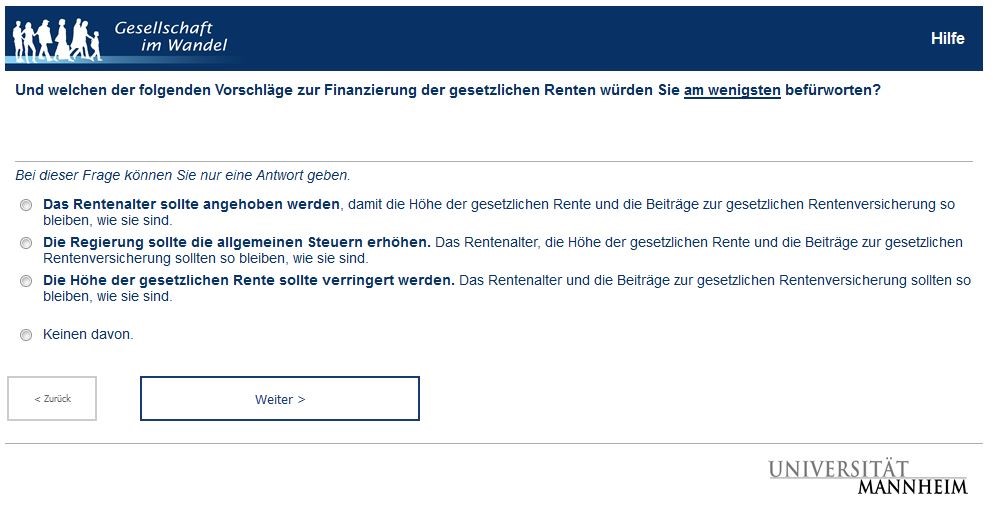 Gesellschaft
im Wandel
Hilfe
Und welchen der folgenden Vorschläge zur Finanzierung der gesetzlichen Renten würden Sie am wenigsten befürworten?
Bei dieser Frage können Sie nur eine Antwort geben.
Das Rentenalter sollte angehoben werden, damit die Höhe der gesetzlichen Rente und die Beiträge zur gesetzlichen Rentenversicherung so
bleiben, wie sie sind.
Die Regierung sollte die allgemeinen Steuern erhöhen. Das Rentenalter, die Höhe der gesetzlichen Rente und die Beiträge zur gesetzlichen
Rentenversicherung sollten so bleiben, wie sie sind.
Die Höhe der gesetzlichen Rente sollte verringert werden. Das Rentenalter und die Beiträge zur gesetzlichen Rentenversicherung sollten so
bleiben, wie sie sind.
Keinen davon.
< Zurück
Weiter >
UNIVERSITÄT
MANNHEIM